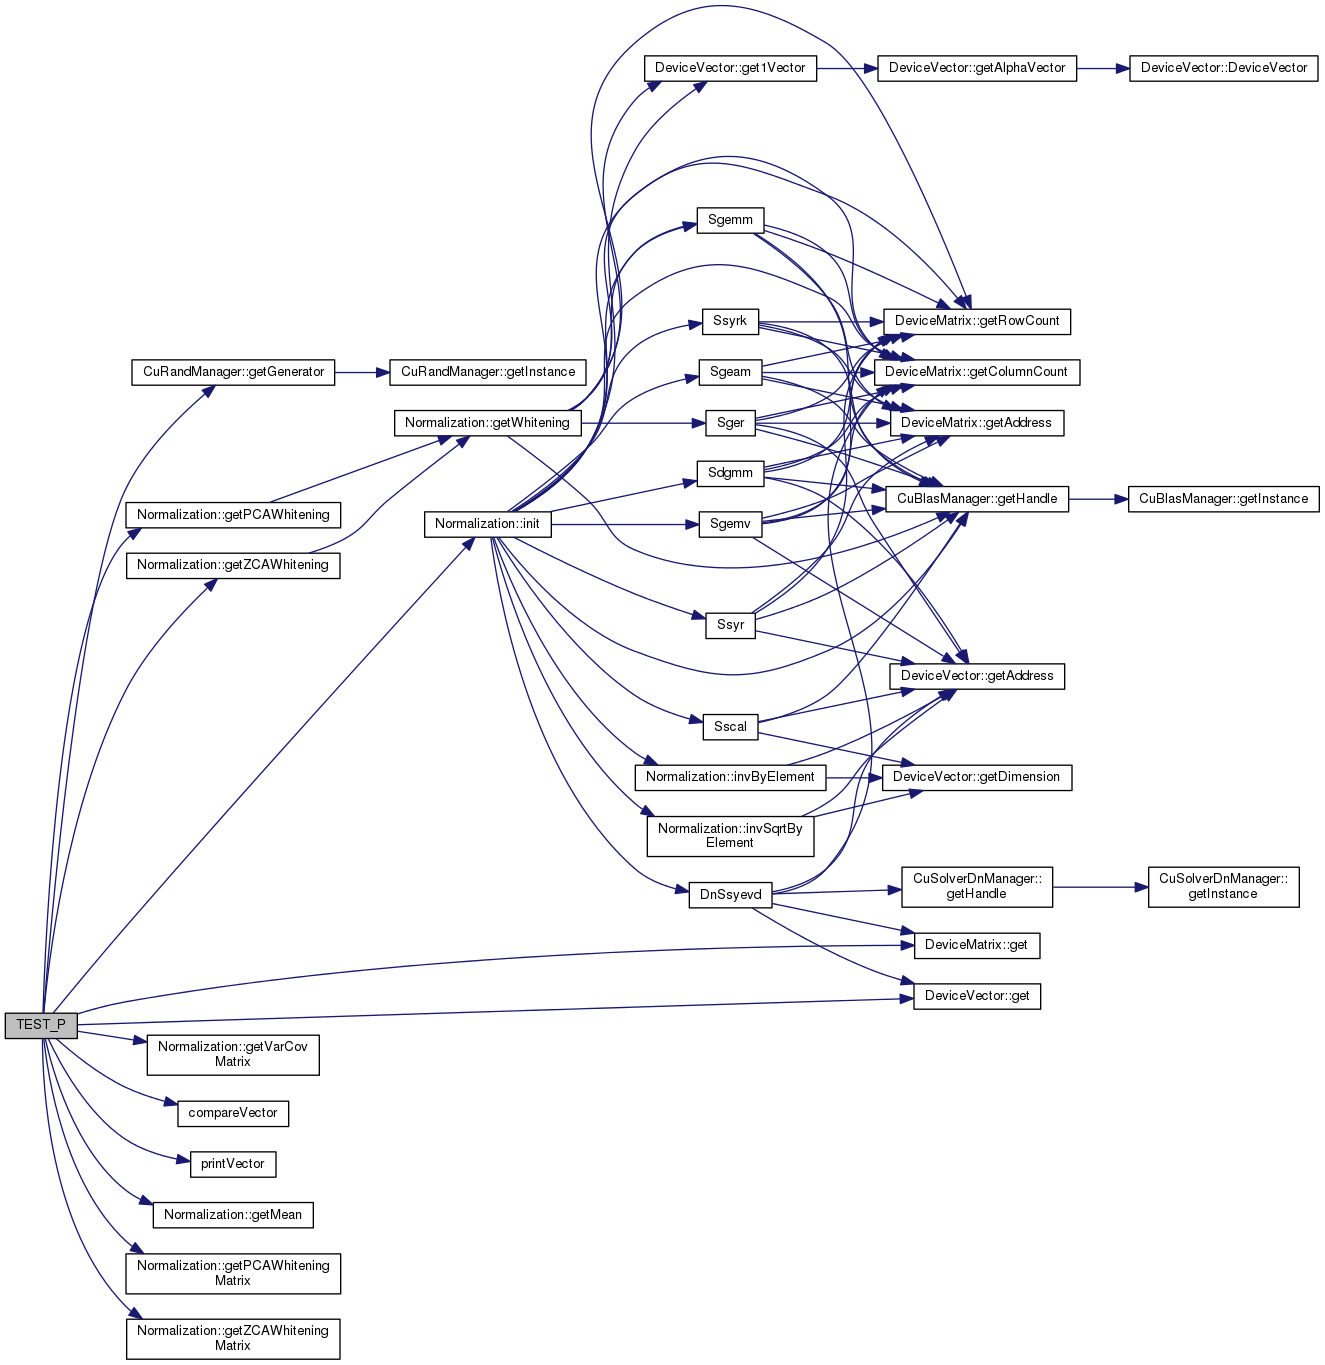 DeviceVector::get1Vector
DeviceVector::getAlphaVector
DeviceVector::DeviceVector
Sgemm
Ssyrk
DeviceMatrix::getRowCount
CuRandManager::getGenerator
CuRandManager::getInstance
Sgeam
DeviceMatrix::getColumnCount
Normalization::getWhitening
Sger
DeviceMatrix::getAddress
Sdgmm
CuBlasManager::getHandle
CuBlasManager::getInstance
Normalization::getPCAWhitening
Normalization::init
Sgemv
Normalization::getZCAWhitening
Ssyr
DeviceVector::getAddress
Sscal
Normalization::invByElement
DeviceVector::getDimension
Normalization::invSqrtBy
Element
DnSsyevd
CuSolverDnManager::
getHandle
CuSolverDnManager::
getInstance
DeviceMatrix::get
DeviceVector::get
TEST_P
Normalization::getVarCov
Matrix
compareVector
printVector
Normalization::getMean
Normalization::getPCAWhitening
Matrix
Normalization::getZCAWhitening
Matrix